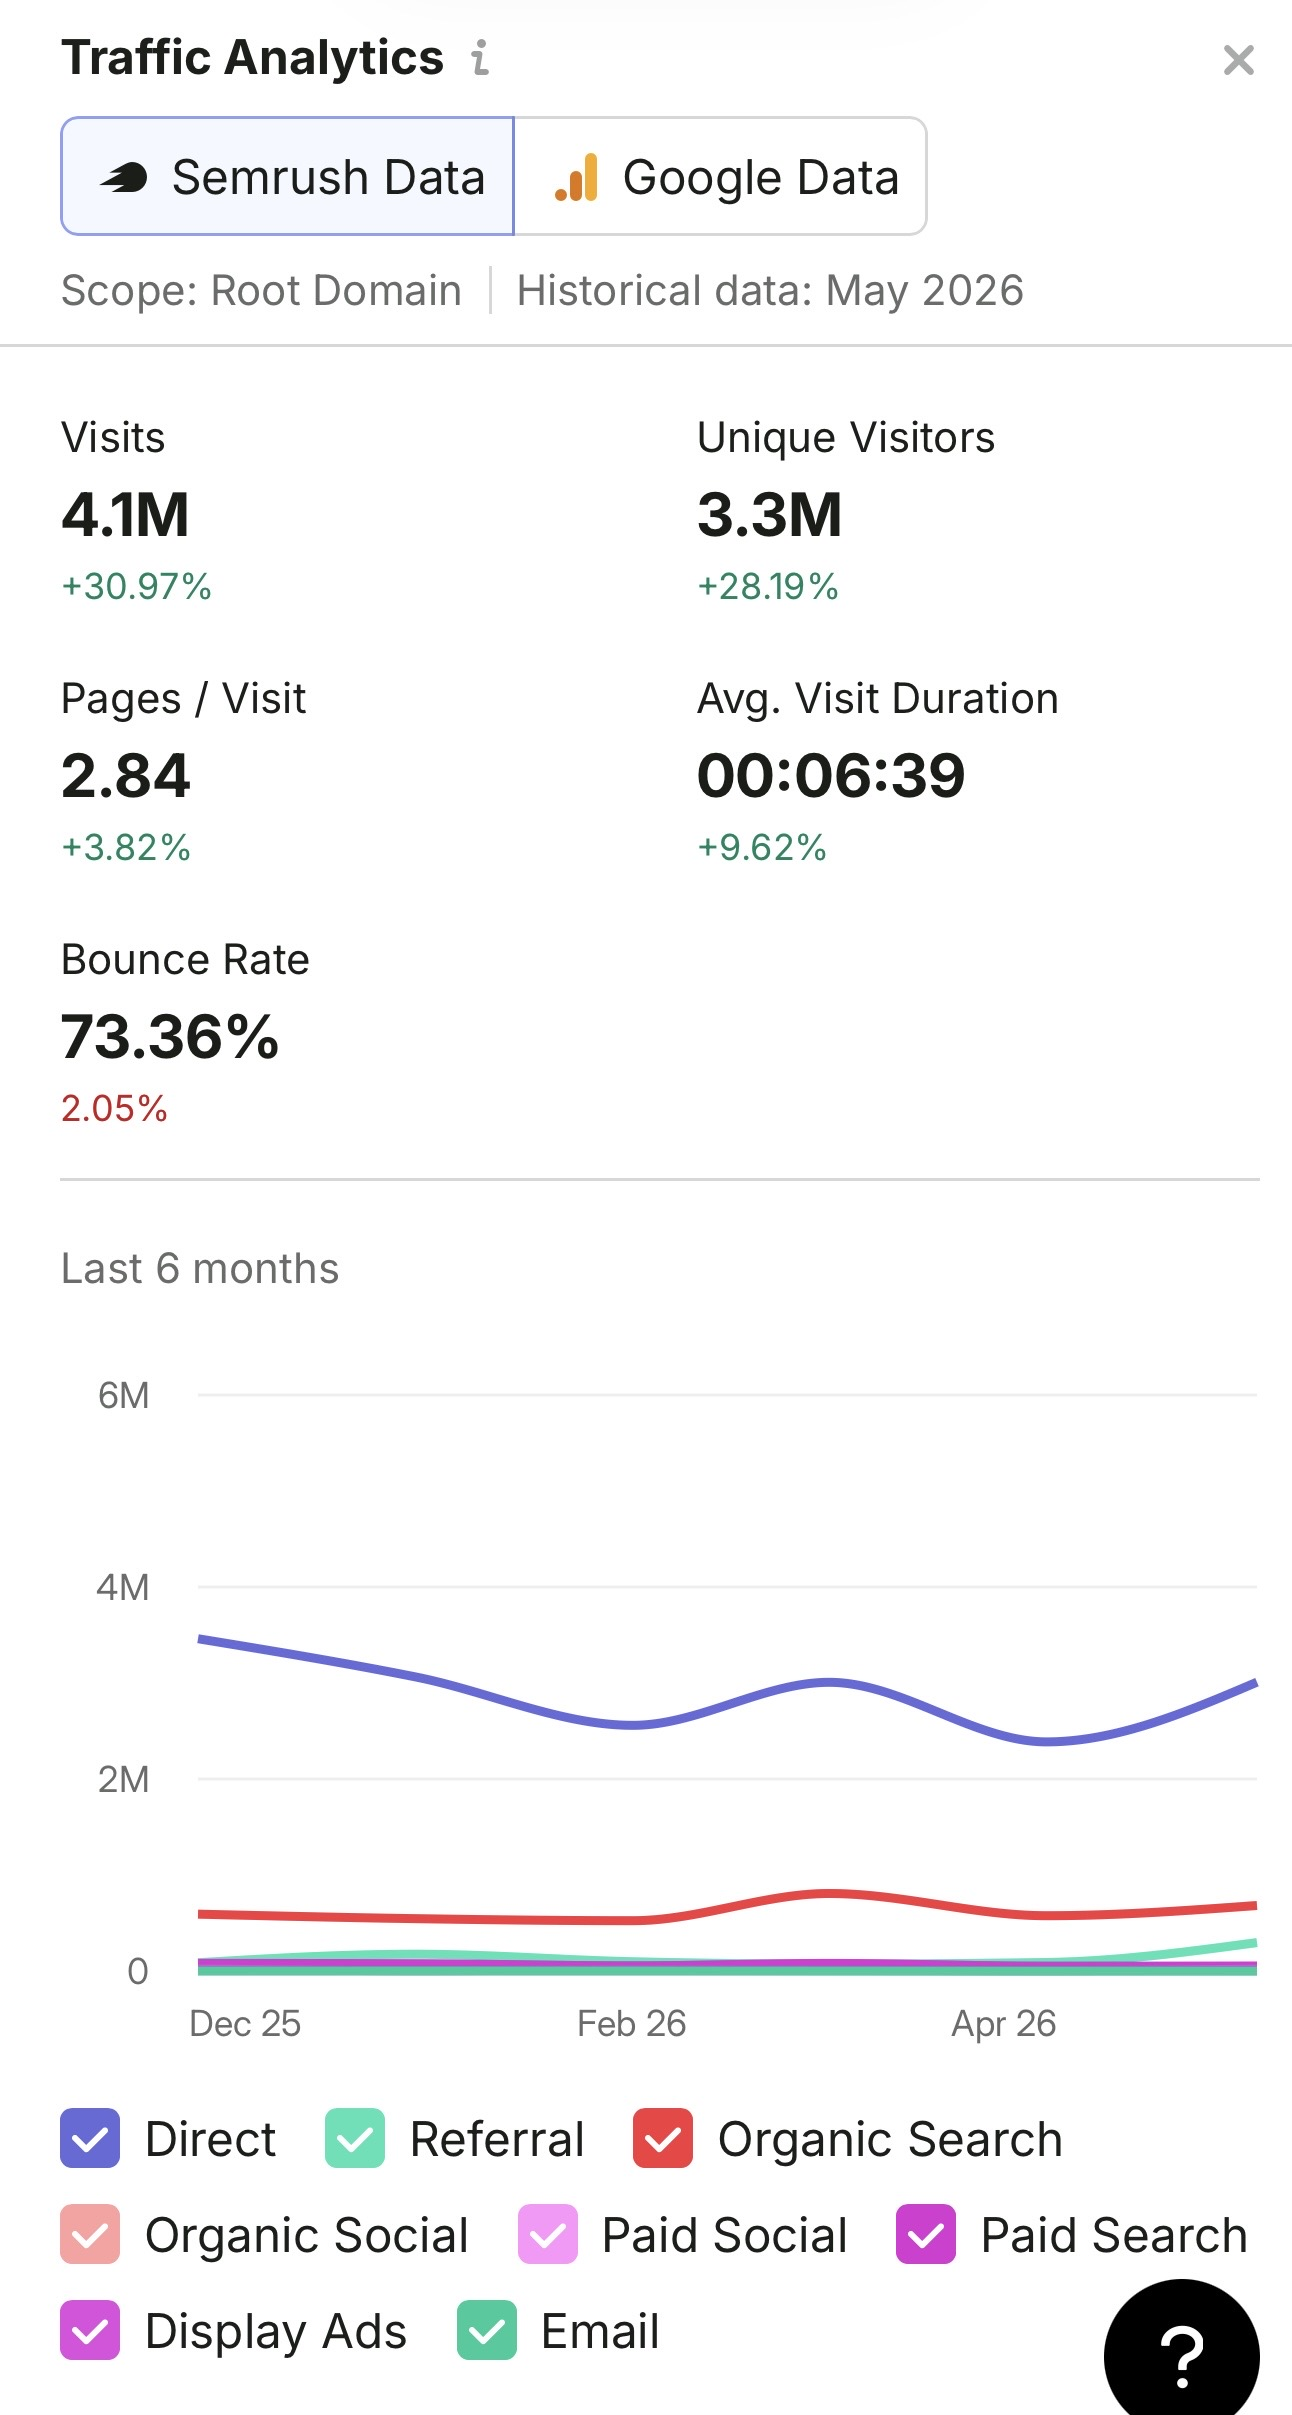 Traffic Analytics i
Semrush Data Google Data
Scope: Root Domain Historical data: May 2026
Visits Unique Visitors
4.1M 3.3M
+30.97% +28.19%
Pages / Visit Avg. Visit Duration
2.84 00:06:39
+3.82% +9.62%
Bounce Rate
73.36%
2.05%
Last 6 months
6M
4M
2M
0
Dec 25 Feb 26 Apr 26
Direct Referral Organic Search
Organic Social Paid Social Paid Search
Display Ads Email
?